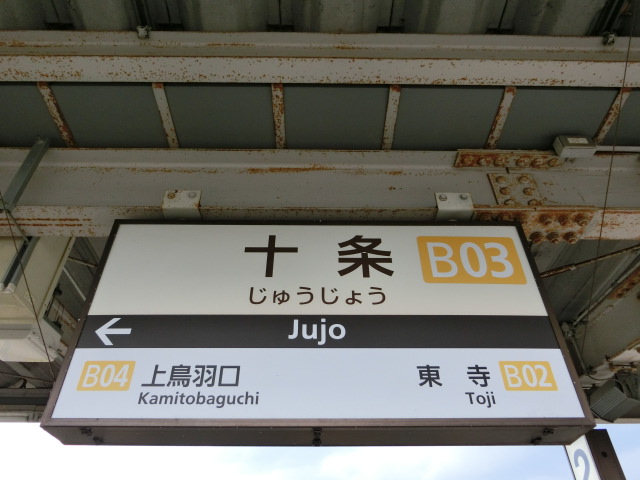 十条 B03
じゅうじょう
← Jujo
B04 上鳥羽口 東寺 B02
Kamitobaguchi Toji
2